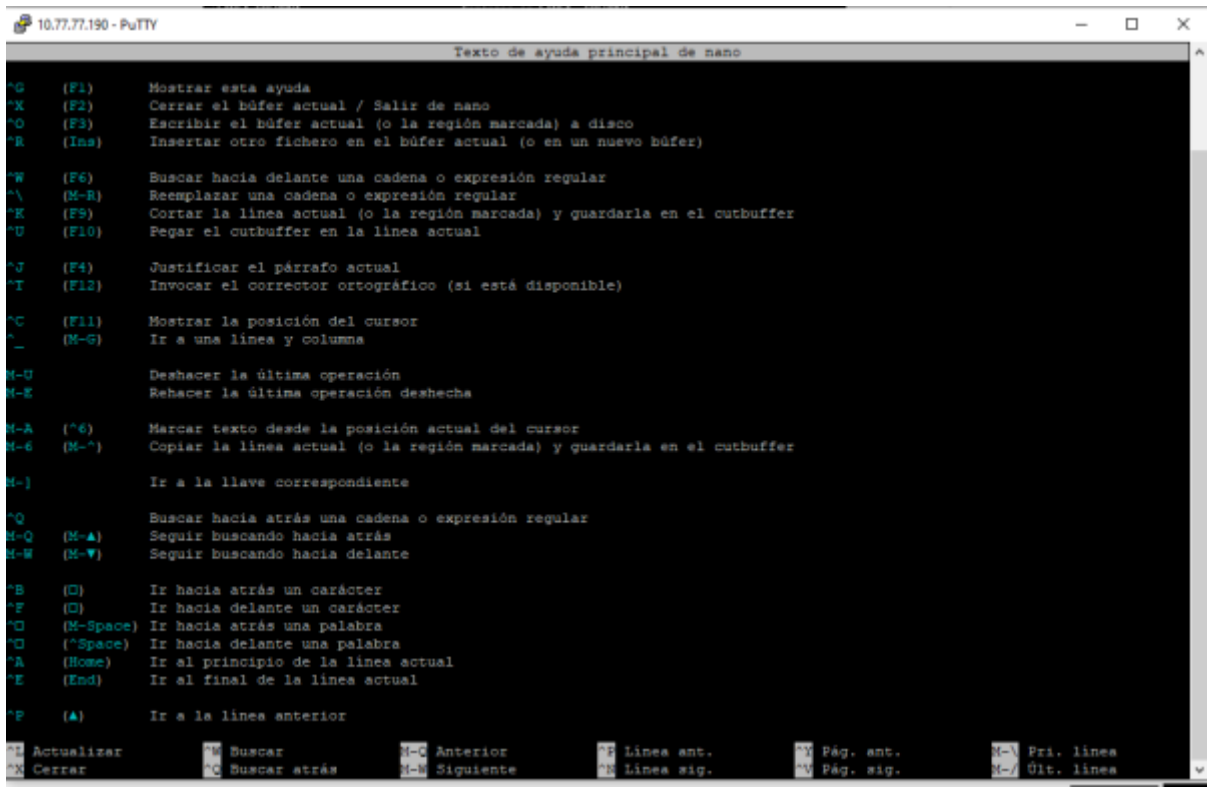 10.77.77.190 - PuTTY
Texto de ayuda principal de nano
^G (F1) Mostrar esta ayuda
^X (F2) Cerrar el búfer actual / Salir de nano
^O (F3) Escribir el búfer actual (o la región marcada) a disco
^R (Ins) Insertar otro fichero en el búfer actual (o en un nuevo búfer)
^W (F6) Buscar hacia delante una cadena o expresión regular
^\ (M-R) Reemplazar una cadena o expresión regular
^K (F9) Cortar la línea actual (o la región marcada) y guardarla en el cutbuffer
^U (F10) Pegar el cutbuffer en la línea actual
^J (F4) Justificar el párrafo actual
^T (F12) Invocar el corrector ortográfico (si está disponible)
^C (F11) Mostrar la posición del cursor
^_ (M-G) Ir a una línea y columna
M-U Deshacer la última operación
M-E Rehacer la última operación deshecha
M-A (^6) Marcar texto desde la posición actual del cursor
M-6 (M-^) Copiar la línea actual (o la región marcada) y guardarla en el cutbuffer
M-] Ir a la llave correspondiente
^Q Buscar hacia atrás una cadena o expresión regular
M-Q (M-▲) Seguir buscando hacia atrás
M-W (M-▼) Seguir buscando hacia delante
^B (□) Ir hacia atrás un carácter
^F (□) Ir hacia delante un carácter
^□ (M-Space) Ir hacia atrás una palabra
^□ (^Space) Ir hacia delante una palabra
^A (Home) Ir al principio de la línea actual
^E (End) Ir al final de la línea actual
^P (▲) Ir a la línea anterior
^L Actualizar ^W Buscar M-Q Anterior ^P Línea ant. ^Y Pág. ant. M-\ Pri. línea
^X Cerrar ^Q Buscar atrás M-W Siguiente ^N Línea sig. ^V Pág. sig. M-/ Últ. línea